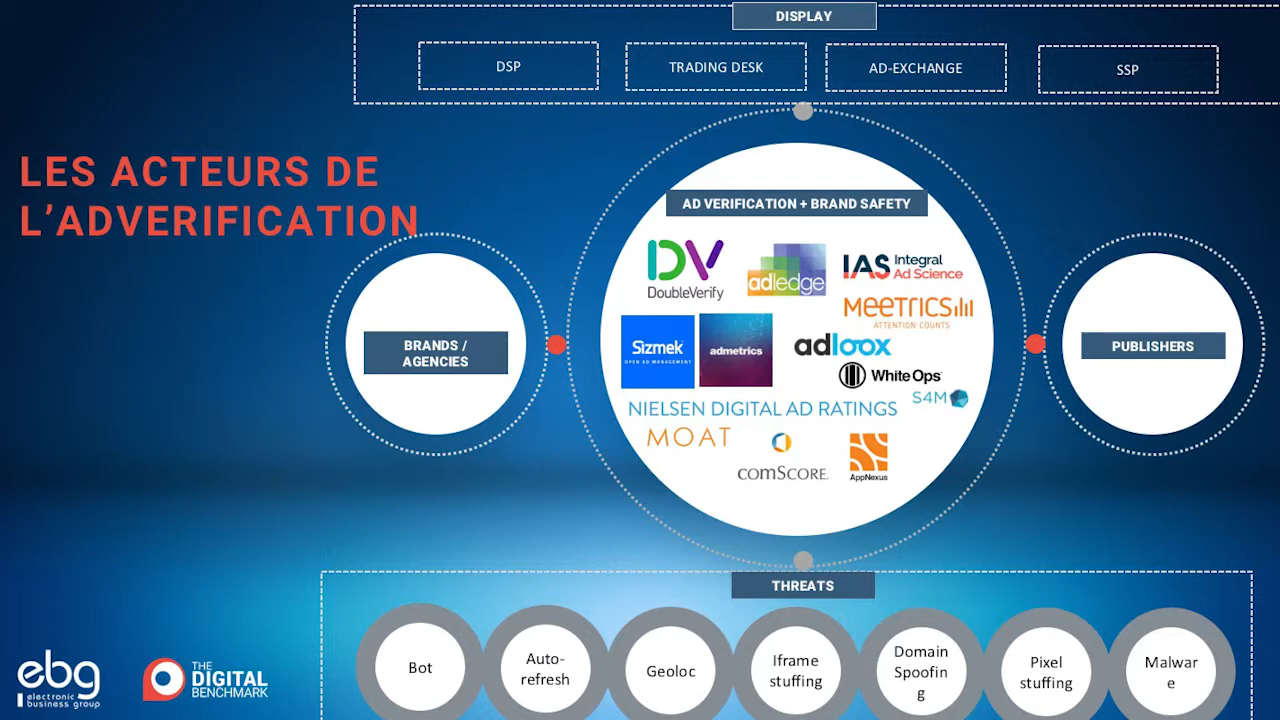 DISPLAY
DSP
TRADING DESK
AD-EXCHANGE
SSP
LES ACTEURS DE
L’ADVERIFICATION
AD VERIFICATION + BRAND SAFETY
DV
DoubleVerify
adledge
IAS Integral
Ad Science
MeeTRICS
ATTENTION COUNTS
Sizmek
OPEN AD MANAGEMENT
admetrics
adloox
White Ops
S4M
NIELSEN DIGITAL AD RATINGS
MOAT
comScore.
AppNexus
BRANDS /
AGENCIES
PUBLISHERS
THREATS
Bot
Auto-
refresh
Geoloc
Iframe
stuffing
Domain
Spoofin
g
Pixel
stuffing
Malwar
e
ebg
electronic
business group
THE
DIGITAL
BENCHMARK